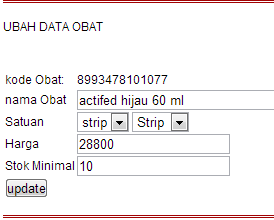 UBAH DATA OBAT
kode Obat: 8993478101077
nama Obat actifed hijau 60 ml
Satuan strip Strip
Harga 28800
Stok Minimal 10
update